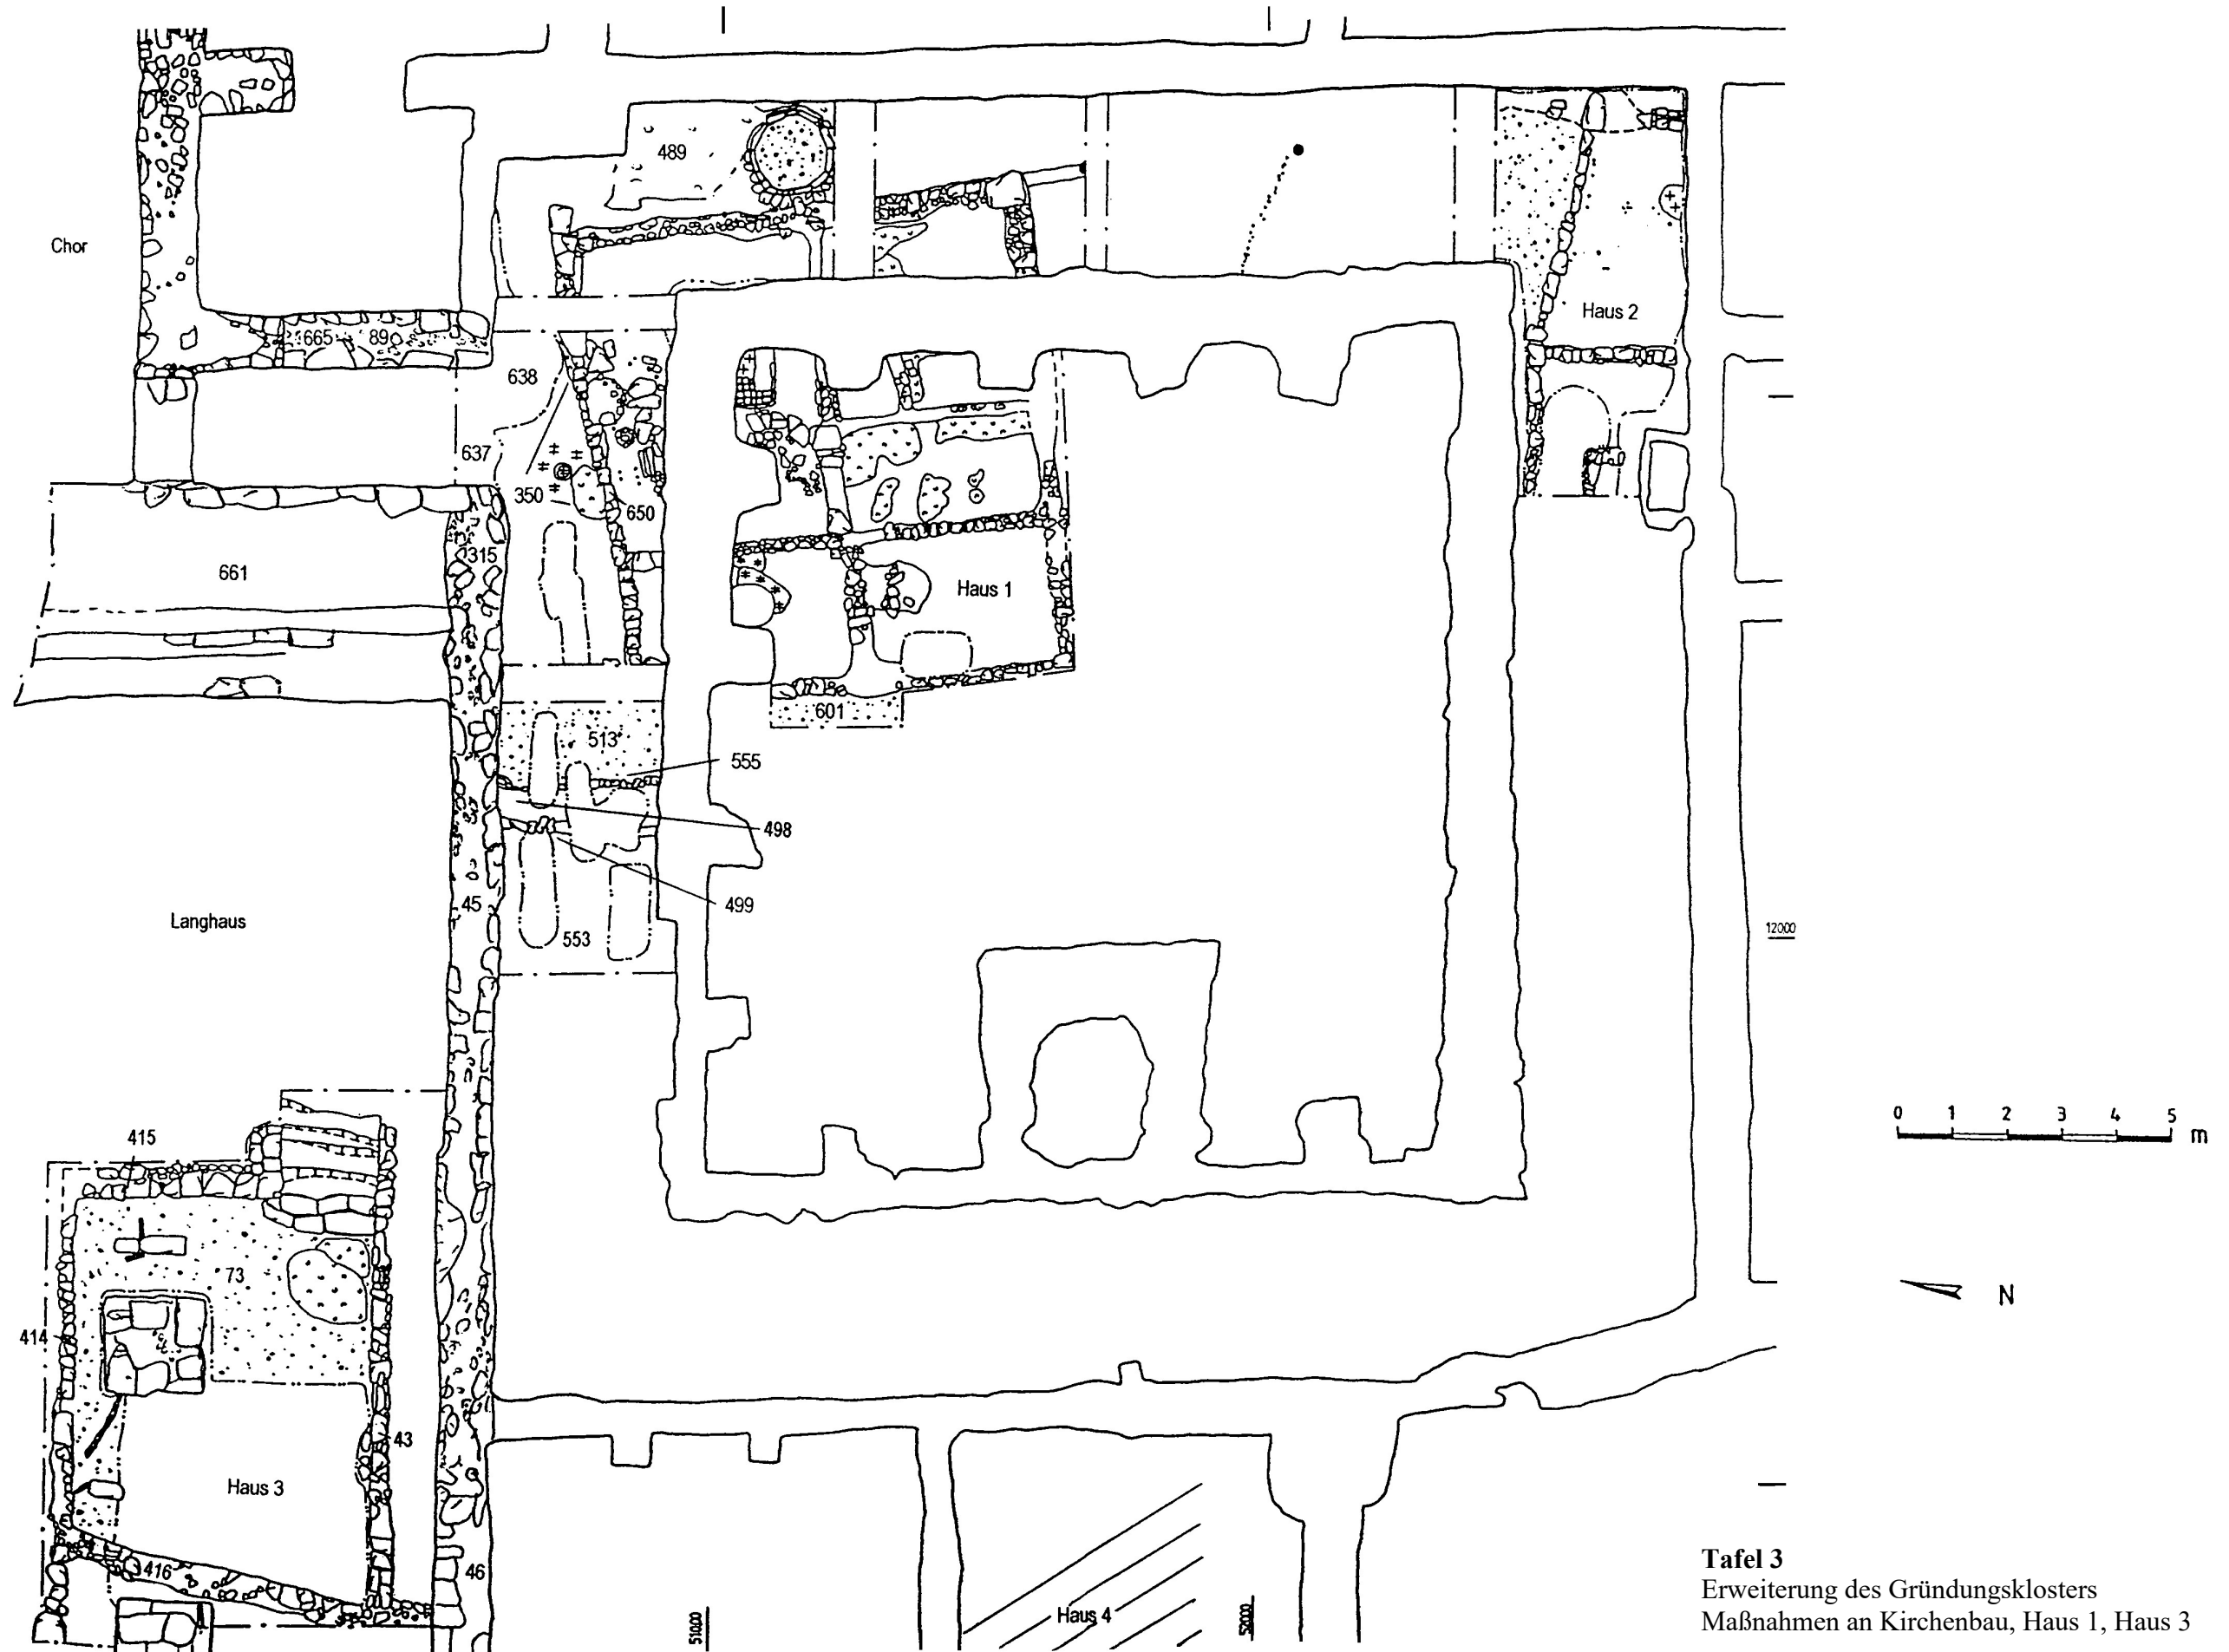 489
Chor
665
89
Haus 2
638
637
350
650
315
661
Haus 1
601
513
555
498
499
45
553
Langhaus
12000
0 1 2 3 4 5 m
415
N
73
414
43
Haus 3
416
46
51000
Haus 4
52000
Tafel 3
Erweiterung des Gründungsklosters
Maßnahmen an Kirchenbau, Haus 1, Haus 3